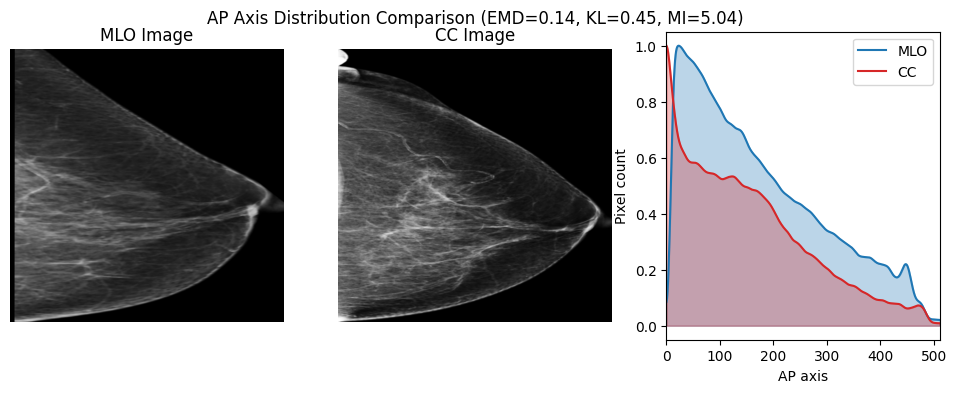 AP Axis Distribution Comparison (EMD=0.14, KL=0.45, MI=5.04)
MLO Image
CC Image
MLO
CC
1.0
0.8
0.6
0.4
0.2
0.0
Pixel count
0 100 200 300 400 500
AP axis